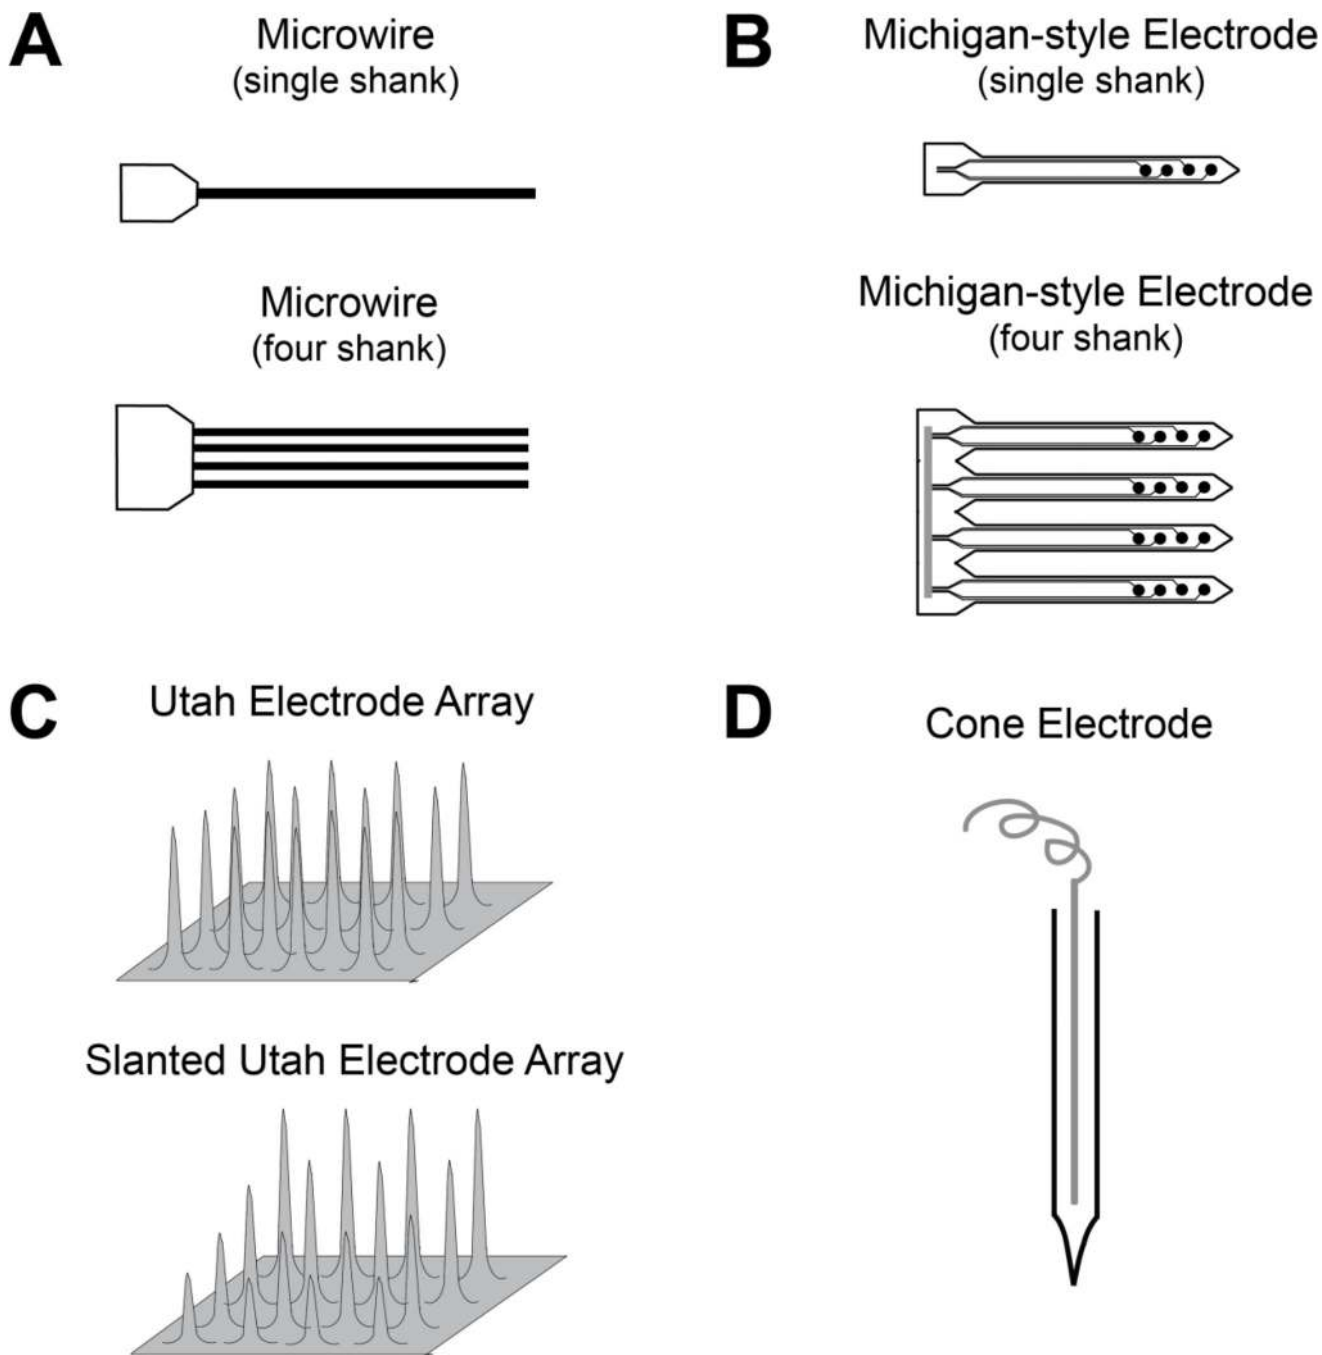 A
Microwire
(single shank)
Microwire
(four shank)
B
Michigan-style Electrode
(single shank)
Michigan-style Electrode
(four shank)
C
Utah Electrode Array
Slanted Utah Electrode Array
D
Cone Electrode